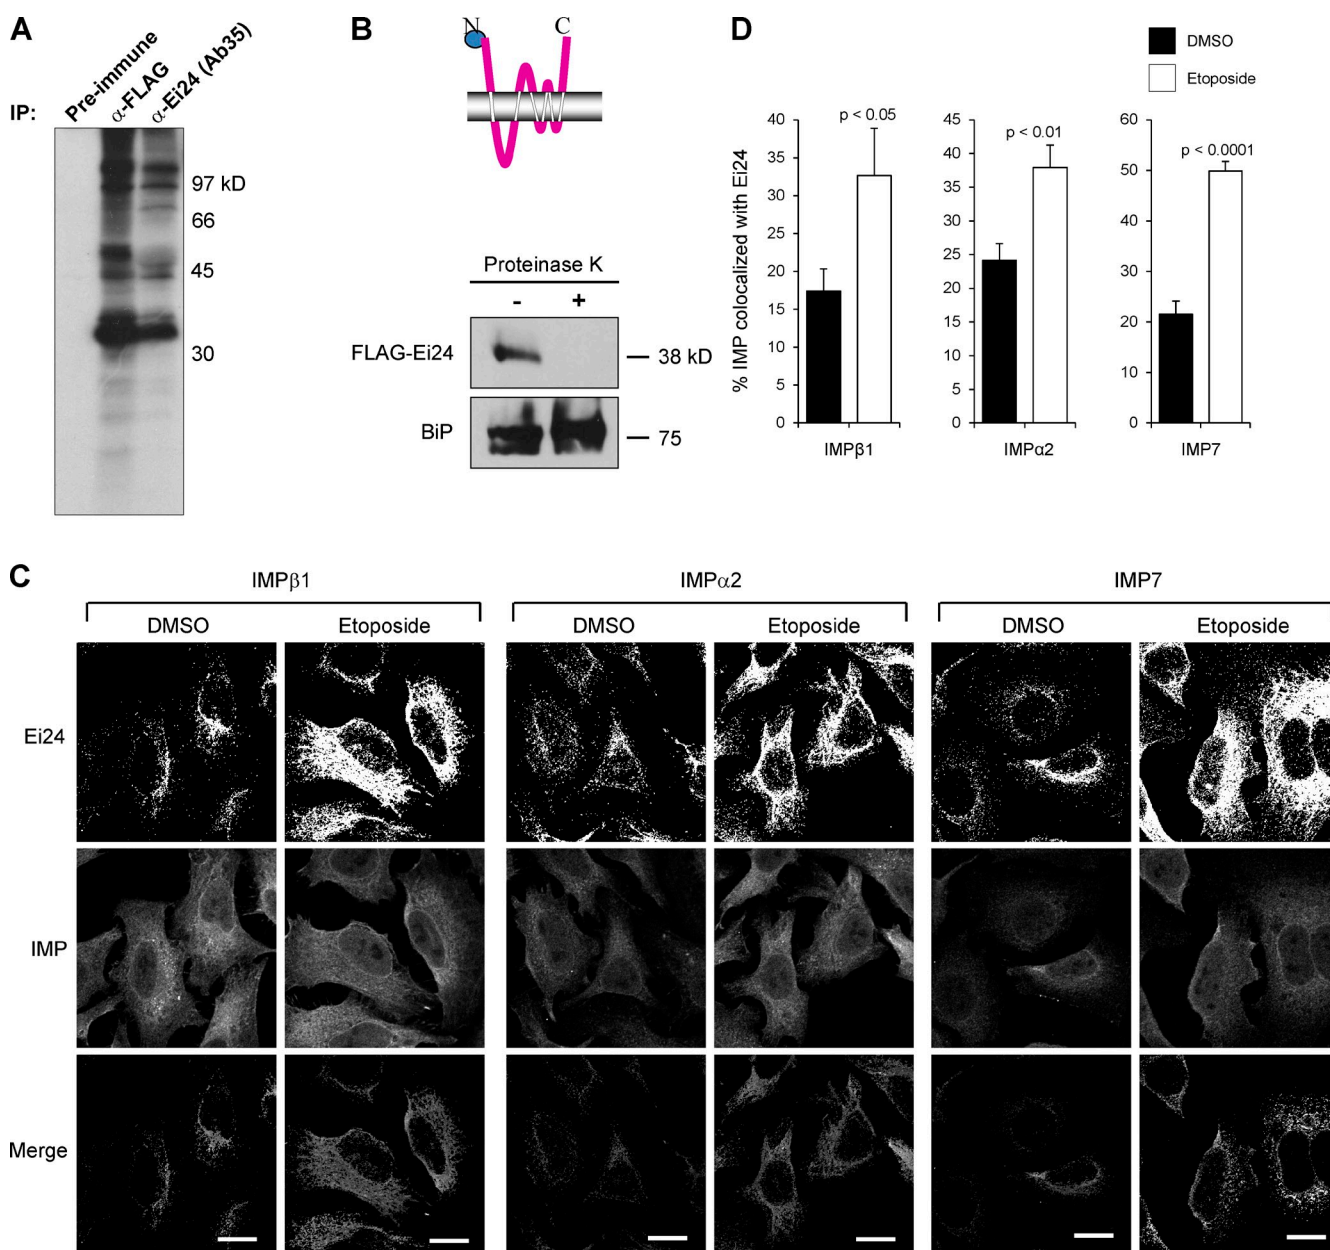 A
Pre-immune
α-FLAG
α-Ei24 (Ab35)
IP:
97 kD
66
45
30
B
N
C
Proteinase K
- +
FLAG-Ei24
38 kD
BiP
75
D
DMSO
Etoposide
% IMP colocalized with Ei24
40
35
30
25
20
15
10
5
0
p < 0.05
IMPβ1
45
40
35
30
25
20
15
10
5
0
p < 0.01
IMPα2
60
50
40
30
20
10
0
p < 0.0001
IMP7
C
IMPβ1 IMPα2 IMP7
DMSO Etoposide DMSO Etoposide DMSO Etoposide
Ei24
IMP
Merge